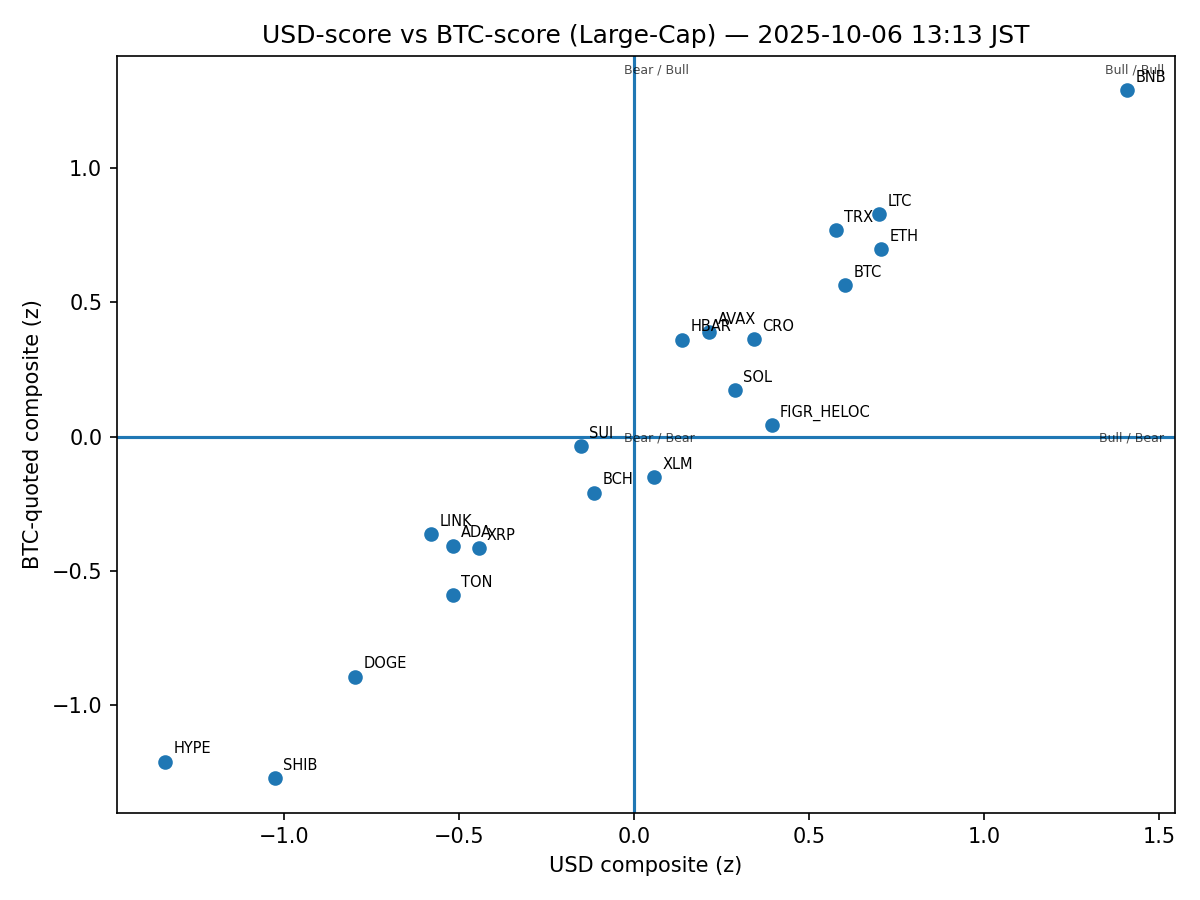 USD-score vs BTC-score (Large-Cap) — 2025-10-06 13:13 JST
Bear / Bull
Bull / Bull
BNB
1.0
LTC
TRX
ETH
BTC
0.5
AVAX
HBAR
CRO
SOL
FIGR_HELOC
0.0
SUI
Bear / Bear
Bull / Bear
XLM
BCH
LINK
ADA
XRP
−0.5
TON
DOGE
−1.0
HYPE
SHIB
−1.0
−0.5
0.0
0.5
1.0
1.5
USD composite (z)
BTC-quoted composite (z)